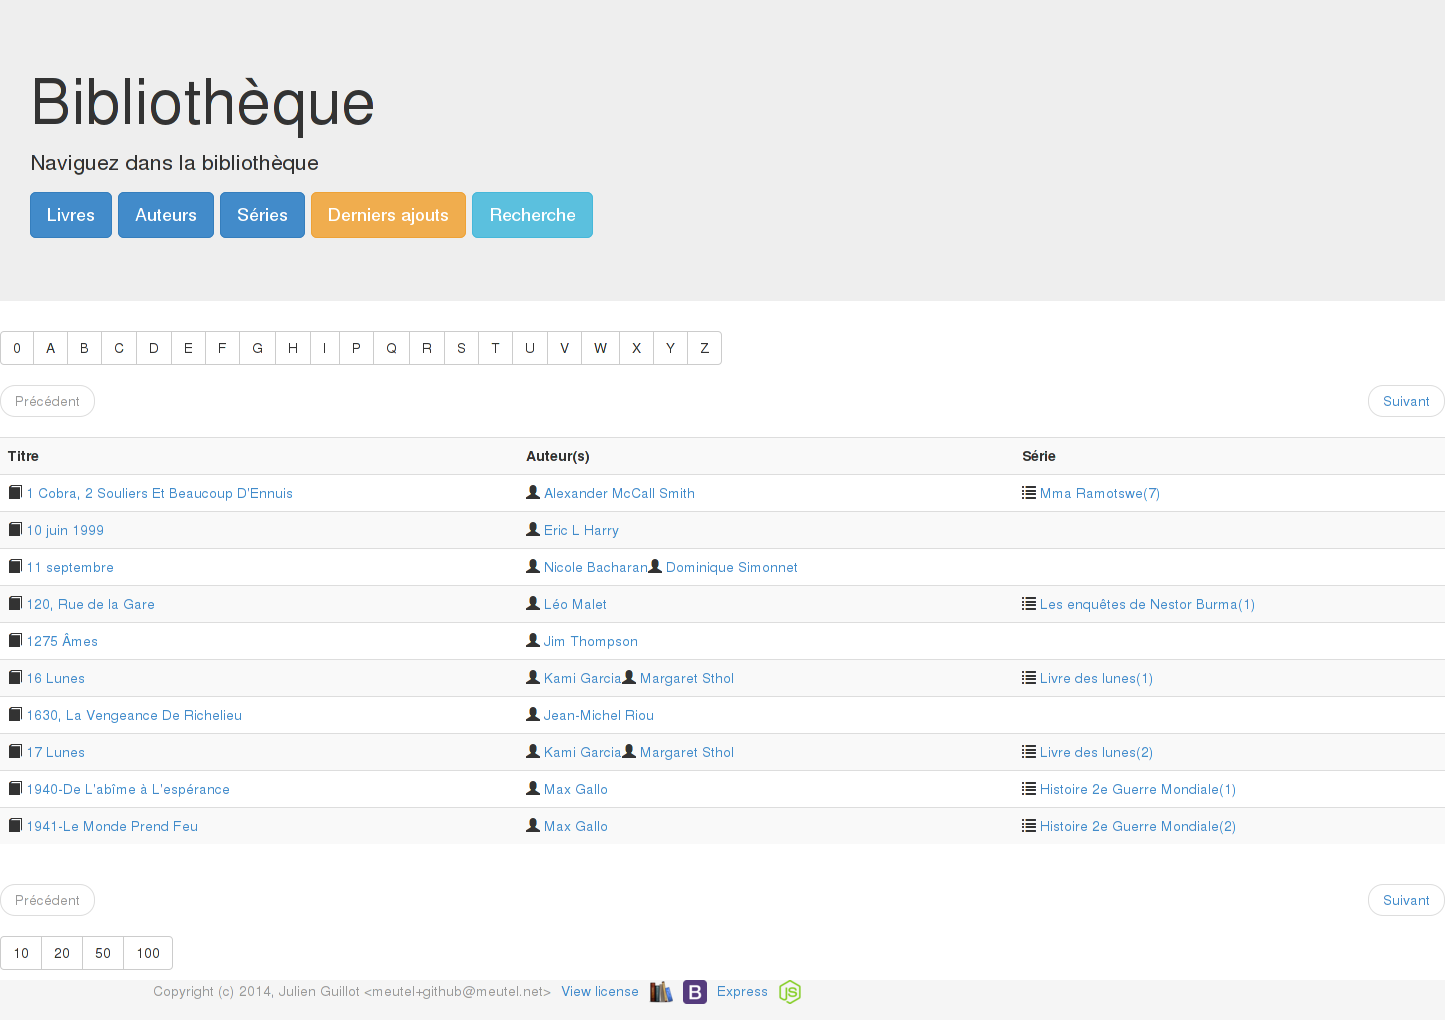 Bibliothèque
Naviguez dans la bibliothèque
Livres Auteurs Séries Derniers ajouts Recherche
0 A B C D E F G H I P Q R S T U V W X Y Z
Précédent Suivant
Titre Auteur(s) Série
1 Cobra, 2 Souliers Et Beaucoup D'Ennuis Alexander McCall Smith Mma Ramotswe(7)
10 juin 1999 Eric L Harry
11 septembre Nicole Bacharan Dominique Simonnet
120, Rue de la Gare Léo Malet Les enquêtes de Nestor Burma(1)
1275 Âmes Jim Thompson
16 Lunes Kami Garcia Margaret Sthol Livre des lunes(1)
1630, La Vengeance De Richelieu Jean-Michel Riou
17 Lunes Kami Garcia Margaret Sthol Livre des lunes(2)
1940-De L'abîme à L'espérance Max Gallo Histoire 2e Guerre Mondiale(1)
1941-Le Monde Prend Feu Max Gallo Histoire 2e Guerre Mondiale(2)
Précédent Suivant
10 20 50 100
Copyright (c) 2014, Julien Guillot <meutel+github@meutel.net> View license B Express JS